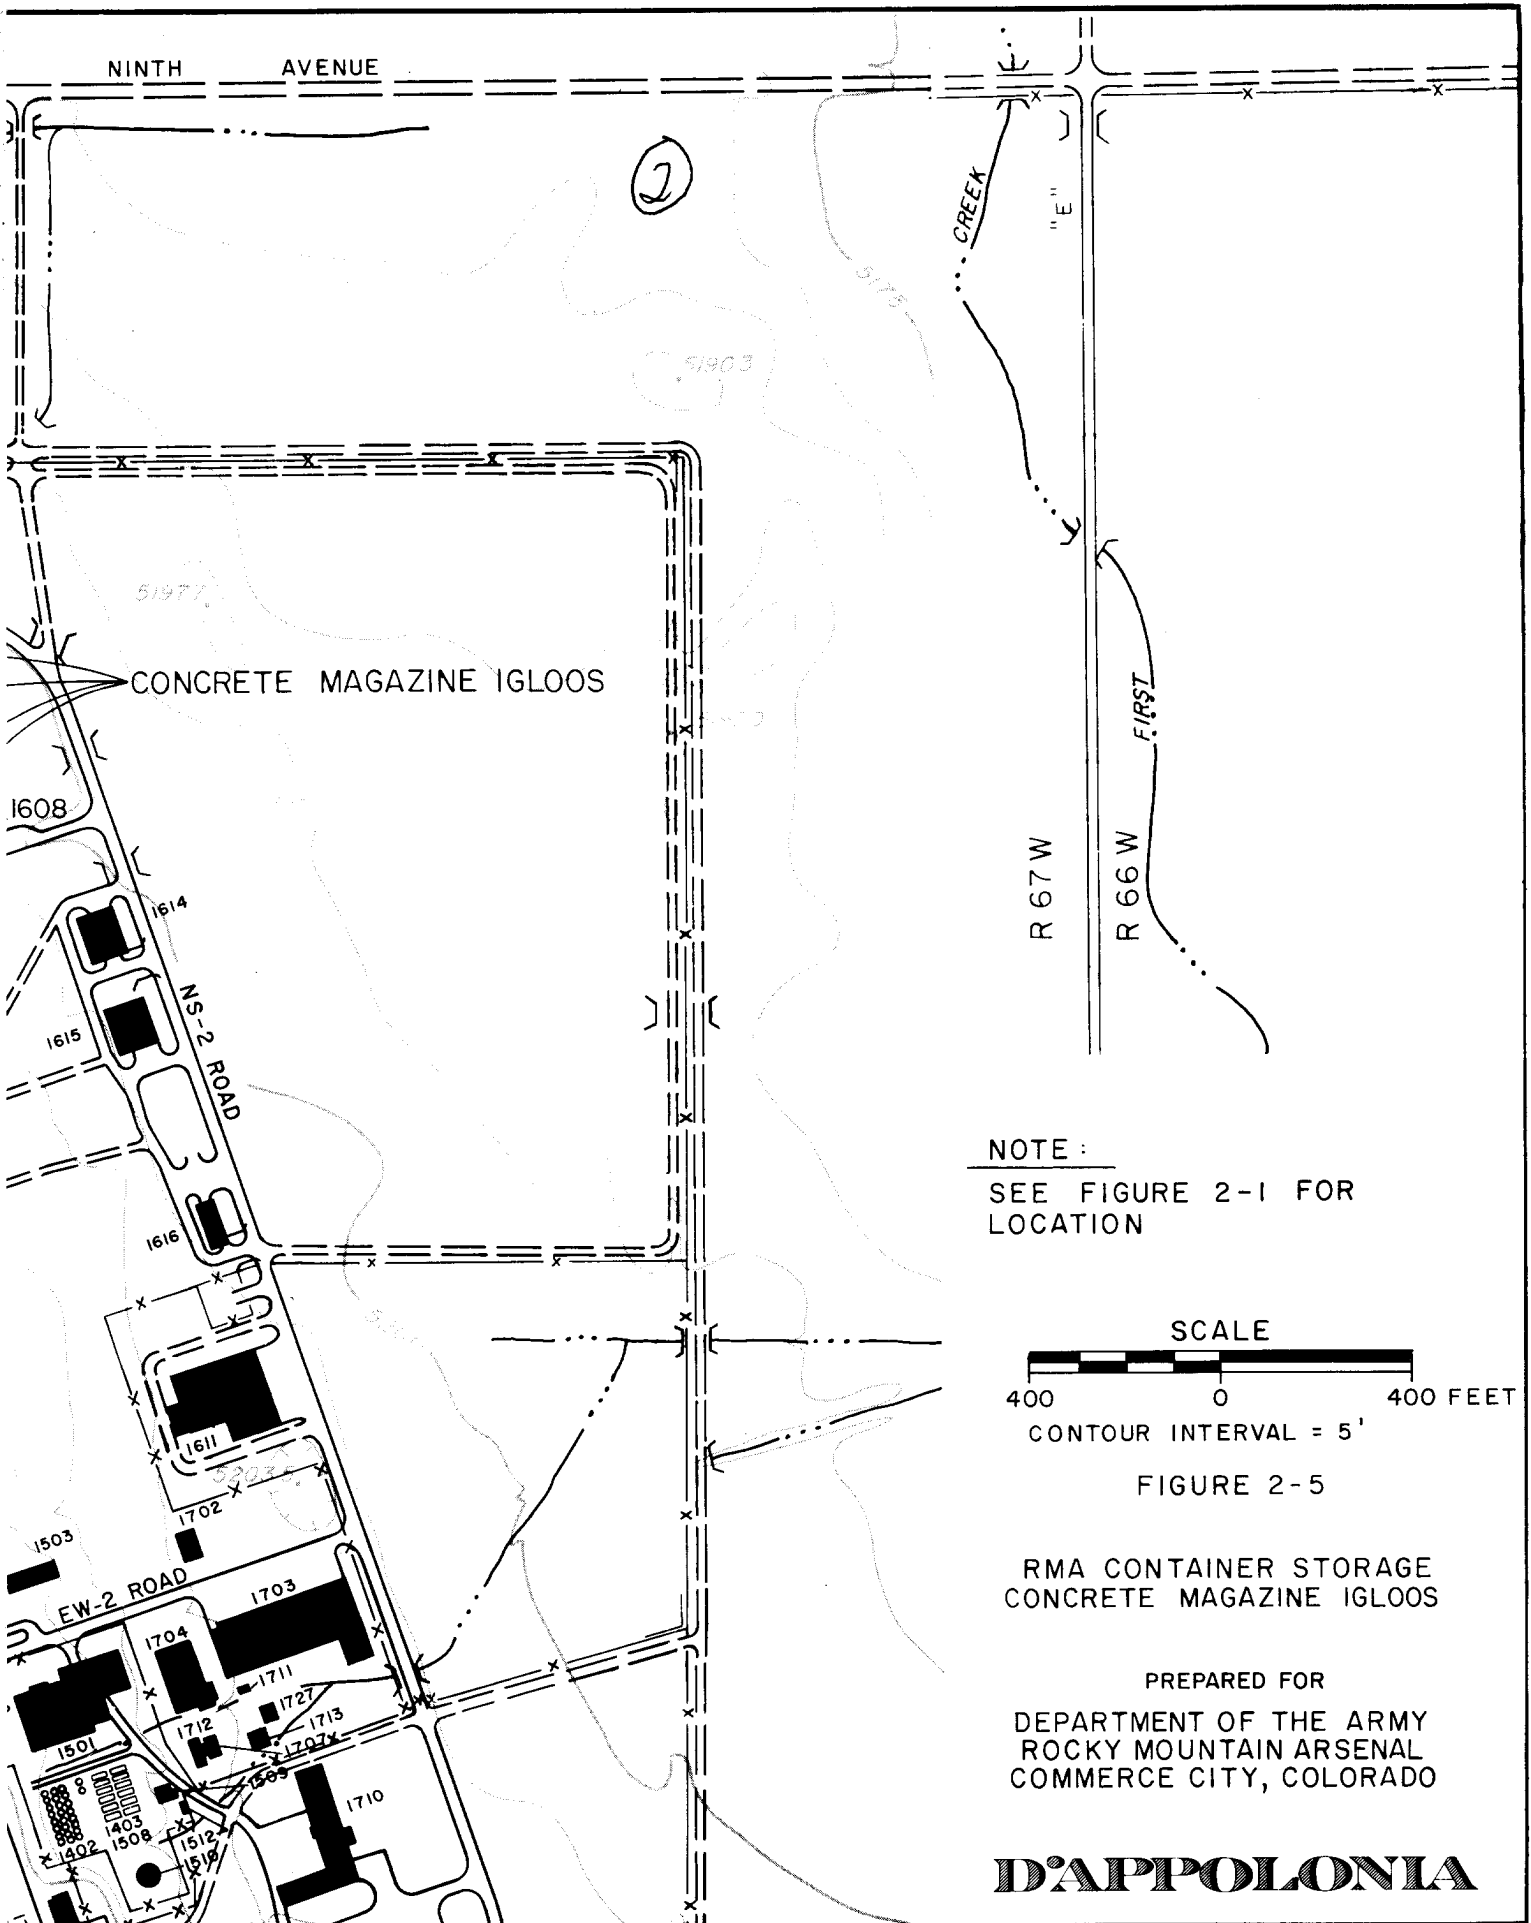 NINTH AVENUE
2
CREEK
"E"
5175
51903
51977
CONCRETE MAGAZINE IGLOOS
FIRST
1608
R 67 W
R 66 W
1614
NS-2 ROAD
1615
1616
NOTE :
SEE FIGURE 2-1 FOR
LOCATION
SCALE
400 0 400 FEET
CONTOUR INTERVAL = 5'
FIGURE 2-5
1611
52035
1702
1503
EW-2 ROAD
1703
1704
1711
1727
1712
1713
1707
1501
1509
1710
1403
1402 1508
1512
1510
RMA CONTAINER STORAGE
CONCRETE MAGAZINE IGLOOS
PREPARED FOR
DEPARTMENT OF THE ARMY
ROCKY MOUNTAIN ARSENAL
COMMERCE CITY, COLORADO
D'APPOLONIA